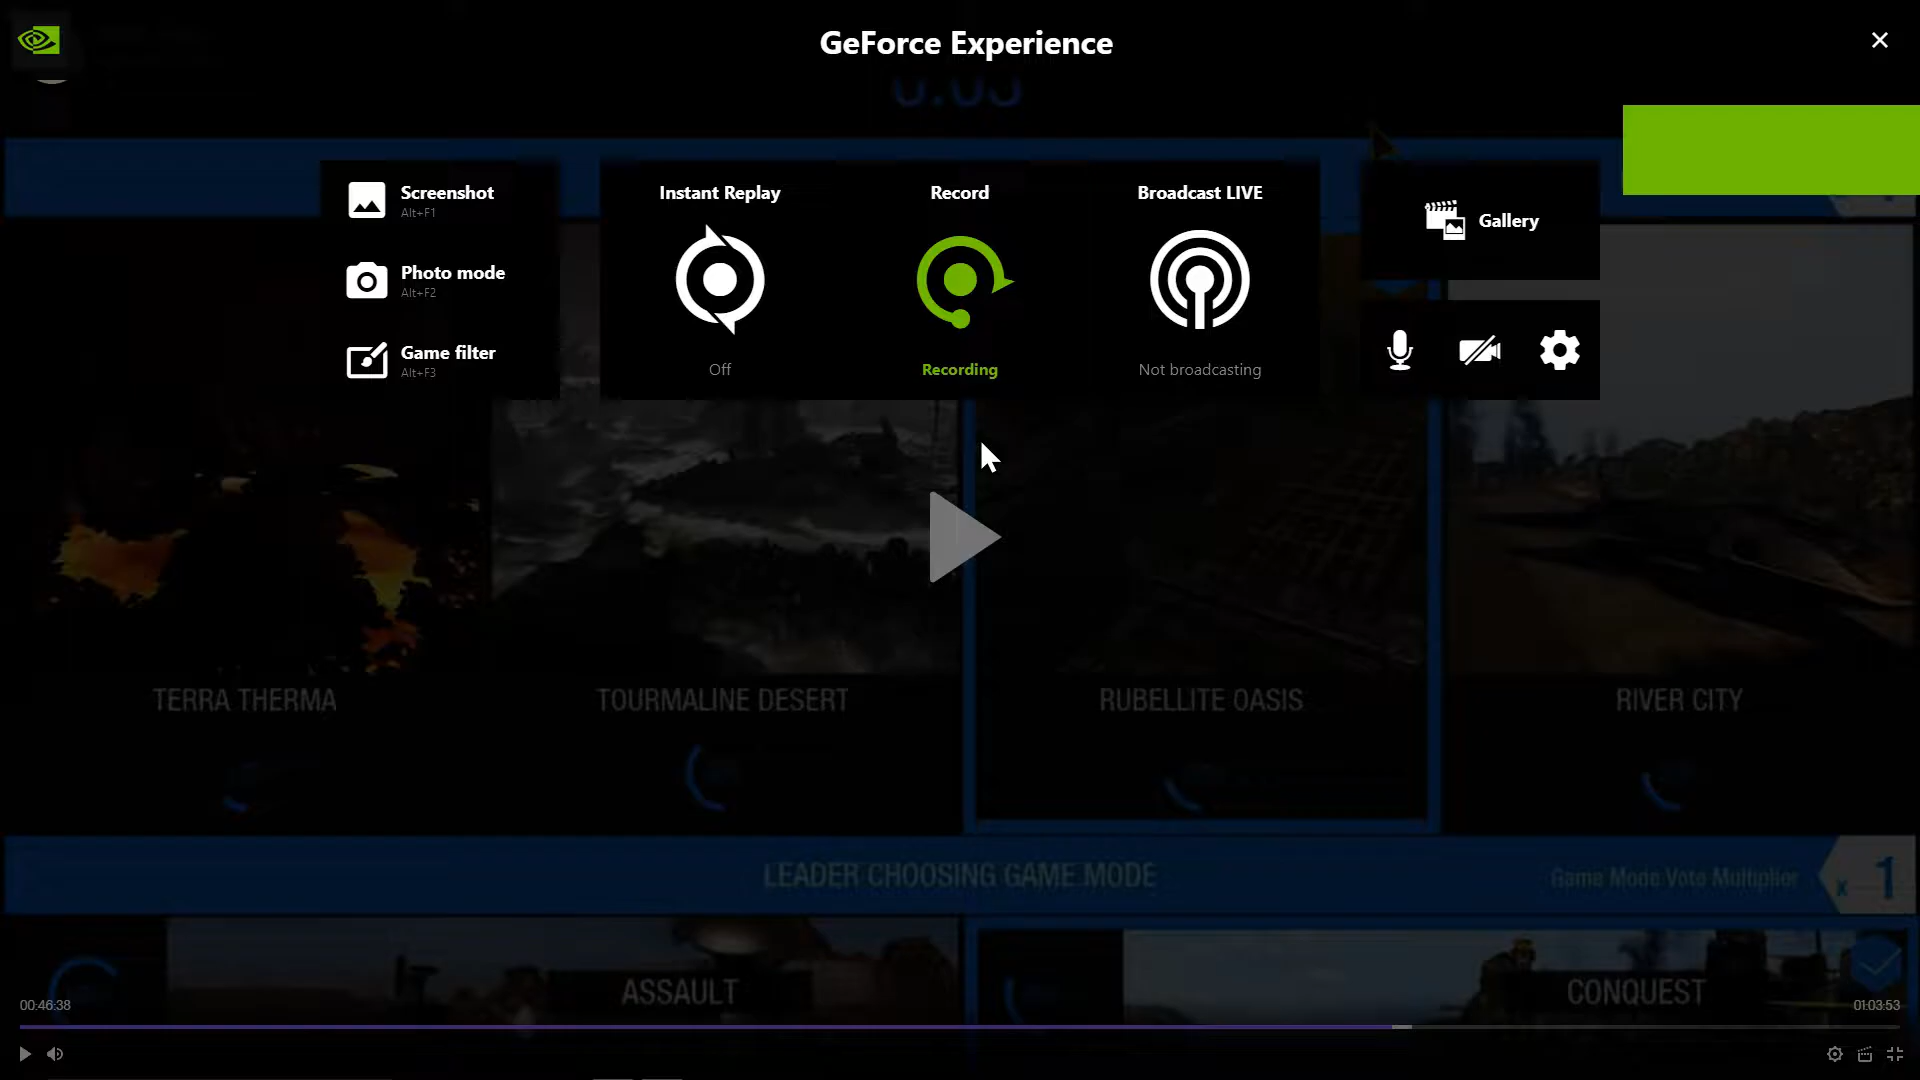 GeForce Experience
0:03
Screenshot
Alt+F1
Photo mode
Alt+F2
Game filter
Alt+F3
Instant Replay
Off
Record
Recording
Broadcast LIVE
Not broadcasting
Gallery
TERRA THERMA
TOURMALINE DESERT
RUBELLITE OASIS
RIVER CITY
LEADER CHOOSING GAME MODE
Game Mode Vote Multiplier
x 1
ASSAULT
CONQUEST
00:46:38
01:03:53